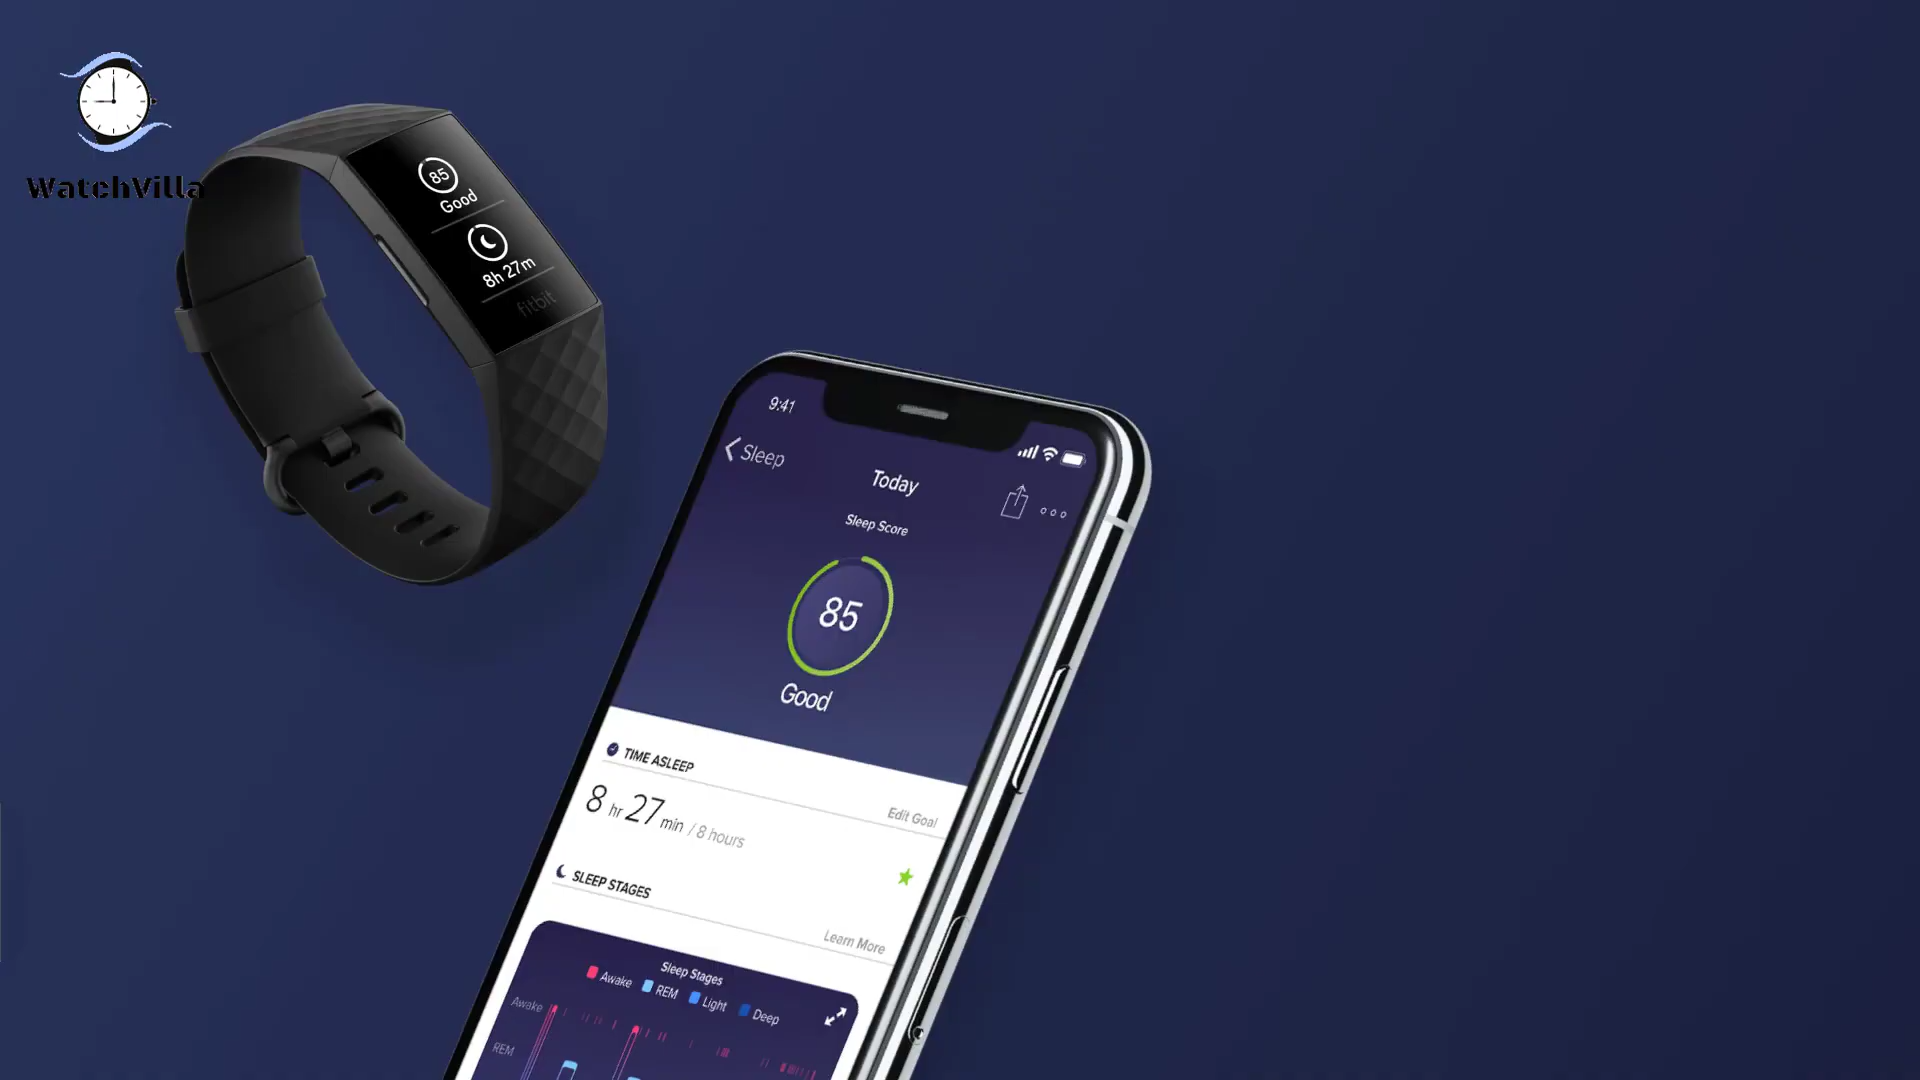 WatchVilla
85
Good
8h 27m
fitbit
9:41
Sleep
Today
Sleep Score
85
Good
TIME ASLEEP
Edit Goal
8 hr 27 min / 8 hours
SLEEP STAGES
Learn More
Sleep Stages
Awake REM Light Deep
Awake
REM